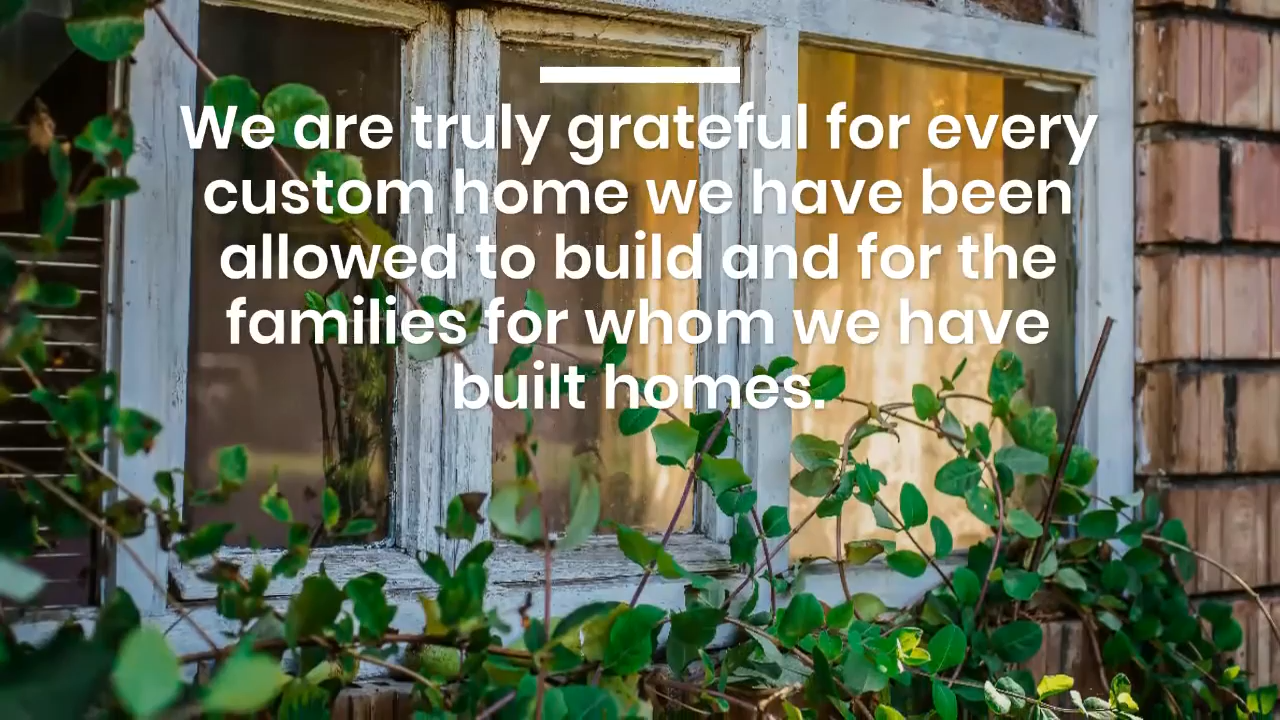 We are truly grateful for every
custom home we have been
allowed to build and for the
families for whom we have
built homes.